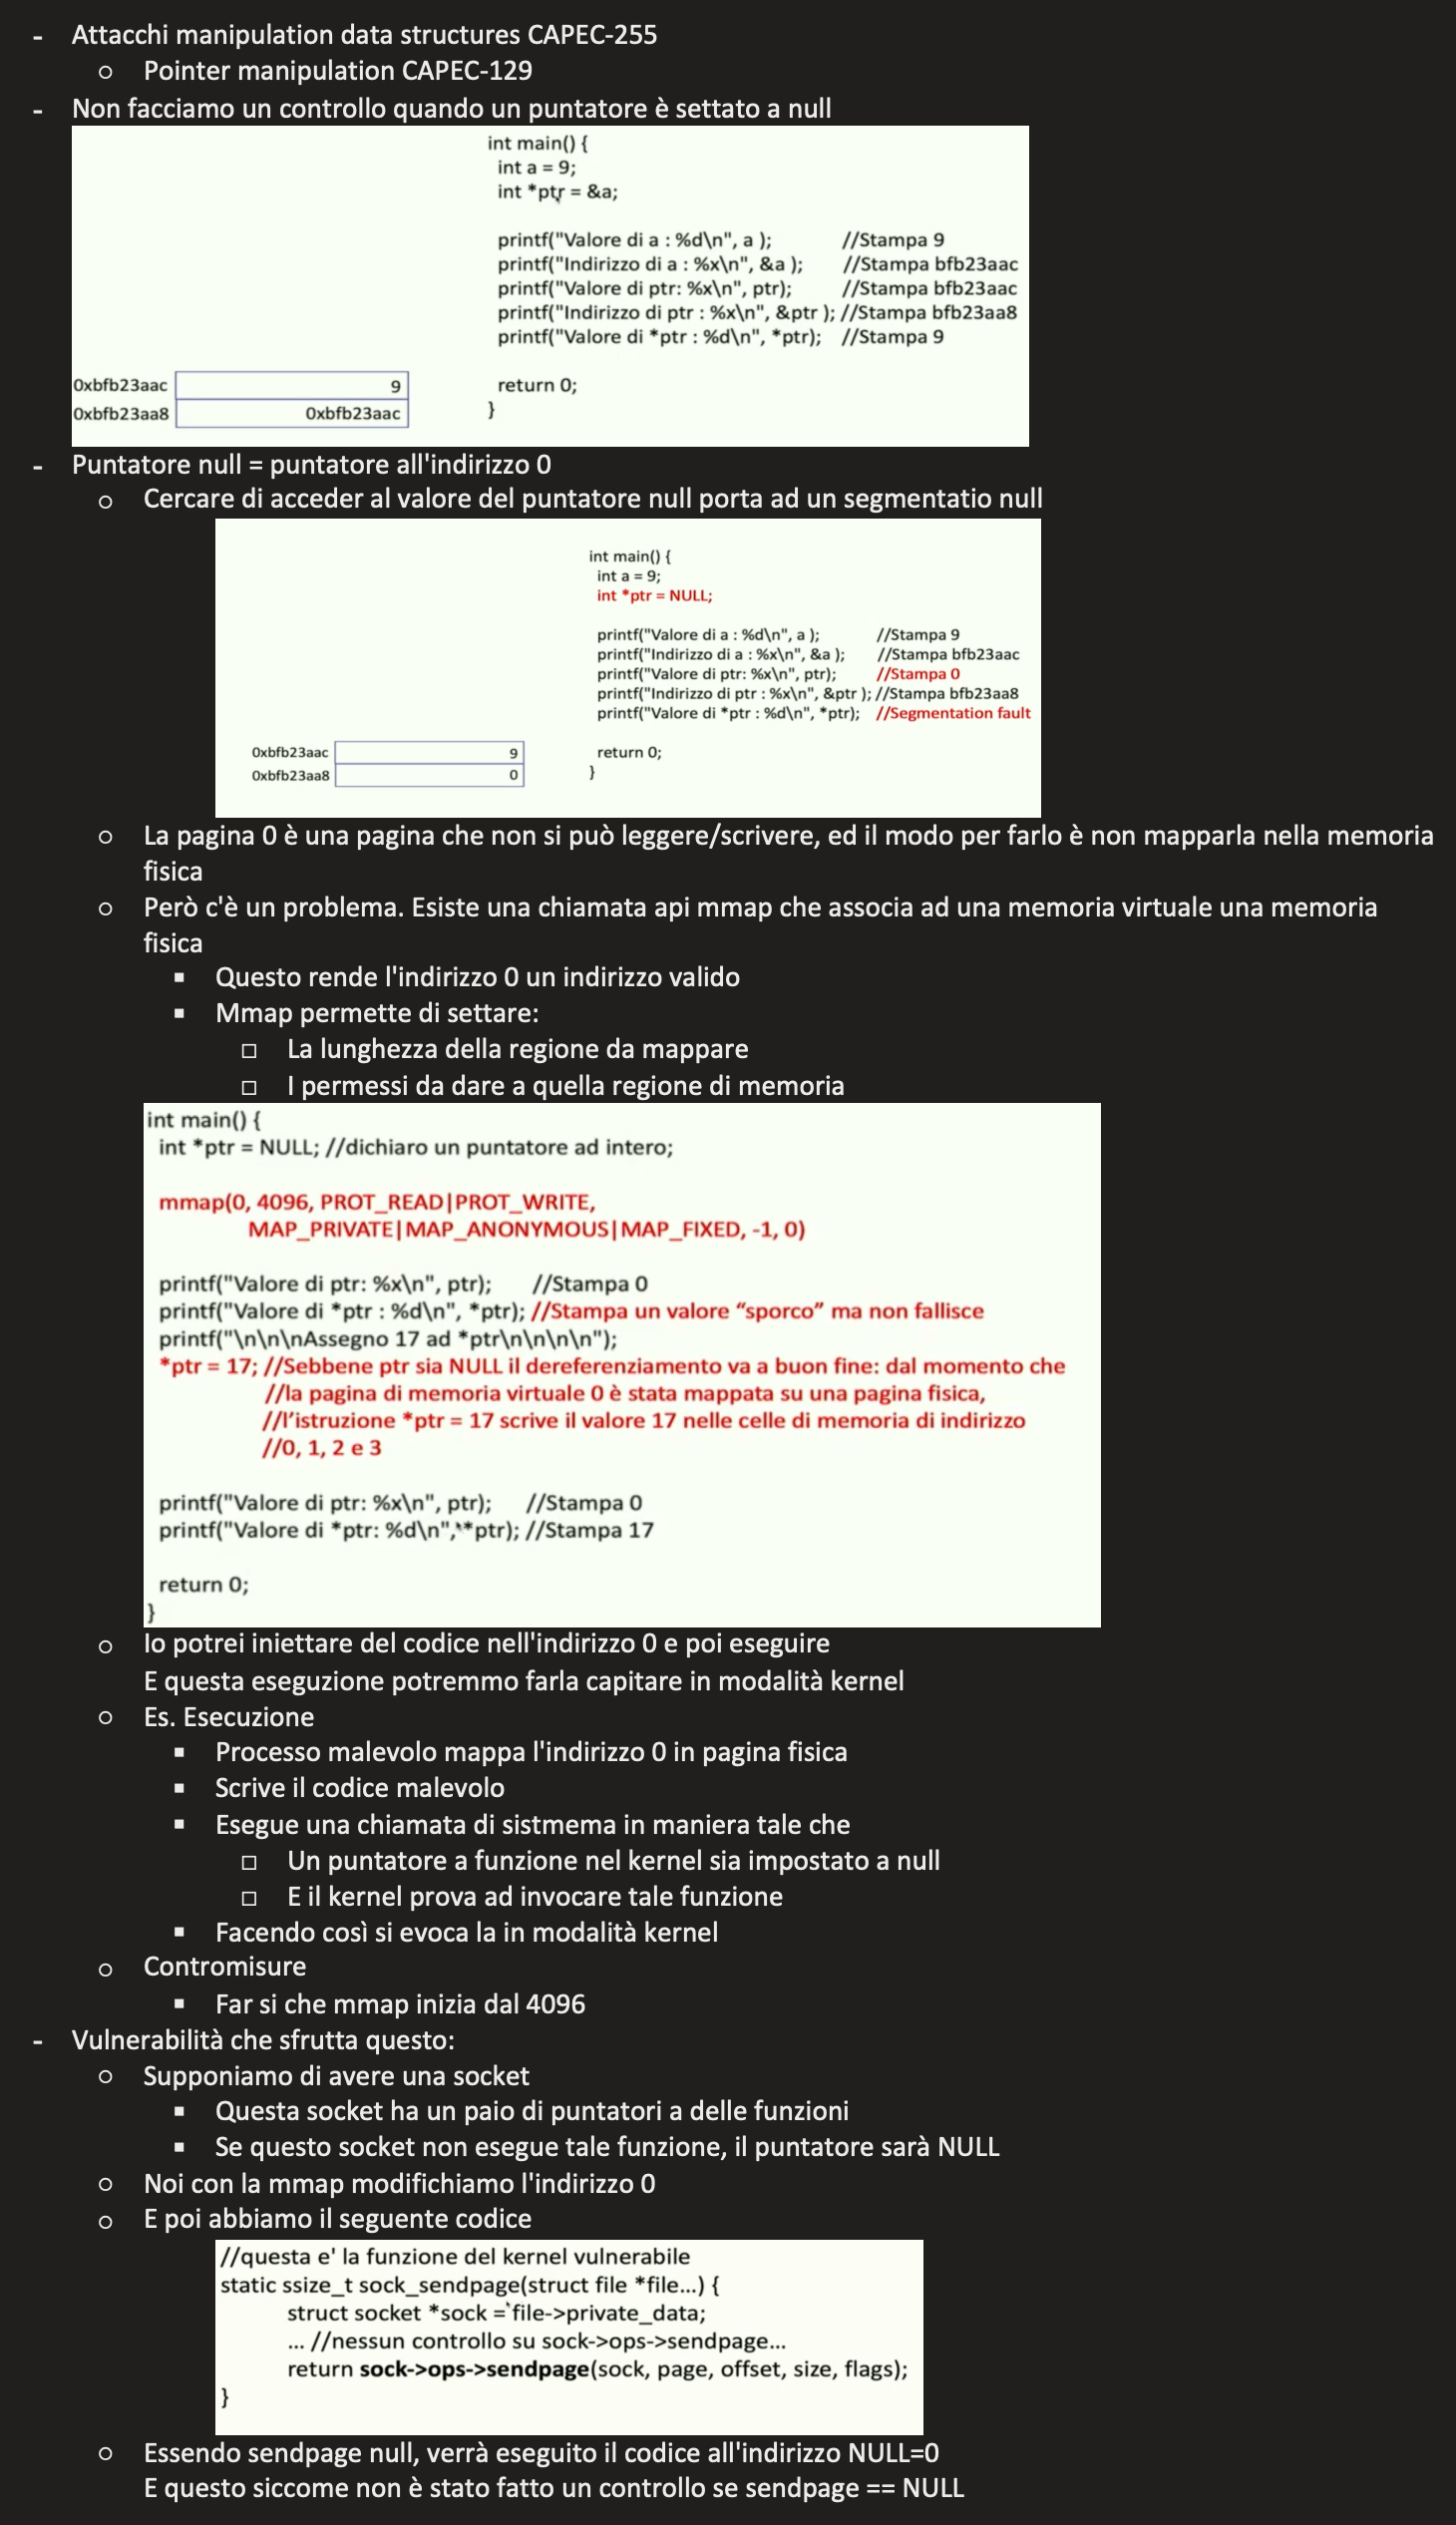 - Attacchi manipulation data structures CAPEC-255
o Pointer manipulation CAPEC-129
- Non facciamo un controllo quando un puntatore è settato a null
int main() {
int a = 9;
int *ptr = &a;
printf("Valore di a : %d\n", a ); //Stampa 9
printf("Indirizzo di a : %x\n", &a ); //Stampa bfb23aac
printf("Valore di ptr: %x\n", ptr); //Stampa bfb23aac
printf("Indirizzo di ptr : %x\n", &ptr ); //Stampa bfb23aa8
printf("Valore di *ptr : %d\n", *ptr); //Stampa 9
0xbfb23aac 9 return 0;
0xbfb23aa8 0xbfb23aac }
- Puntatore null = puntatore all'indirizzo 0
o Cercare di acceder al valore del puntatore null porta ad un segmentatio null
int main() {
int a = 9;
int *ptr = NULL;
printf("Valore di a : %d\n", a ); //Stampa 9
printf("Indirizzo di a : %x\n", &a ); //Stampa bfb23aac
printf("Valore di ptr: %x\n", ptr); //Stampa 0
printf("Indirizzo di ptr : %x\n", &ptr ); //Stampa bfb23aa8
printf("Valore di *ptr : %d\n", *ptr); //Segmentation fault
0xbfb23aac 9 return 0;
0xbfb23aa8 0 }
o La pagina 0 è una pagina che non si può leggere/scrivere, ed il modo per farlo è non mapparla nella memoria
fisica
o Però c'è un problema. Esiste una chiamata api mmap che associa ad una memoria virtuale una memoria
fisica
▪ Questo rende l'indirizzo 0 un indirizzo valido
▪ Mmap permette di settare:
□ La lunghezza della regione da mappare
□ I permessi da dare a quella regione di memoria
int main() {
int *ptr = NULL; //dichiaro un puntatore ad intero;
mmap(0, 4096, PROT_READ|PROT_WRITE,
MAP_PRIVATE|MAP_ANONYMOUS|MAP_FIXED, -1, 0)
printf("Valore di ptr: %x\n", ptr); //Stampa 0
printf("Valore di *ptr : %d\n", *ptr); //Stampa un valore “sporco” ma non fallisce
printf("\n\n\nAssegno 17 ad *ptr\n\n\n\n");
*ptr = 17; //Sebbene ptr sia NULL il dereferenziamento va a buon fine: dal momento che
//la pagina di memoria virtuale 0 è stata mappata su una pagina fisica,
//l’istruzione *ptr = 17 scrive il valore 17 nelle celle di memoria di indirizzo
//0, 1, 2 e 3
printf("Valore di ptr: %x\n", ptr); //Stampa 0
printf("Valore di *ptr: %d\n", *ptr); //Stampa 17
return 0;
}
o Io potrei iniettare del codice nell'indirizzo 0 e poi eseguire
E questa eseguzione potremmo farla capitare in modalità kernel
o Es. Esecuzione
▪ Processo malevolo mappa l'indirizzo 0 in pagina fisica
▪ Scrive il codice malevolo
▪ Esegue una chiamata di sistmema in maniera tale che
□ Un puntatore a funzione nel kernel sia impostato a null
□ E il kernel prova ad invocare tale funzione
▪ Facendo così si evoca la in modalità kernel
o Contromisure
▪ Far si che mmap inizia dal 4096
- Vulnerabilità che sfrutta questo:
o Supponiamo di avere una socket
▪ Questa socket ha un paio di puntatori a delle funzioni
▪ Se questo socket non esegue tale funzione, il puntatore sarà NULL
o Noi con la mmap modifichiamo l'indirizzo 0
o E poi abbiamo il seguente codice
//questa e' la funzione del kernel vulnerabile
static ssize_t sock_sendpage(struct file *file...) {
struct socket *sock = file->private_data;
... //nessun controllo su sock->ops->sendpage...
return sock->ops->sendpage(sock, page, offset, size, flags);
}
o Essendo sendpage null, verrà eseguito il codice all'indirizzo NULL=0
E questo siccome non è stato fatto un controllo se sendpage == NULL